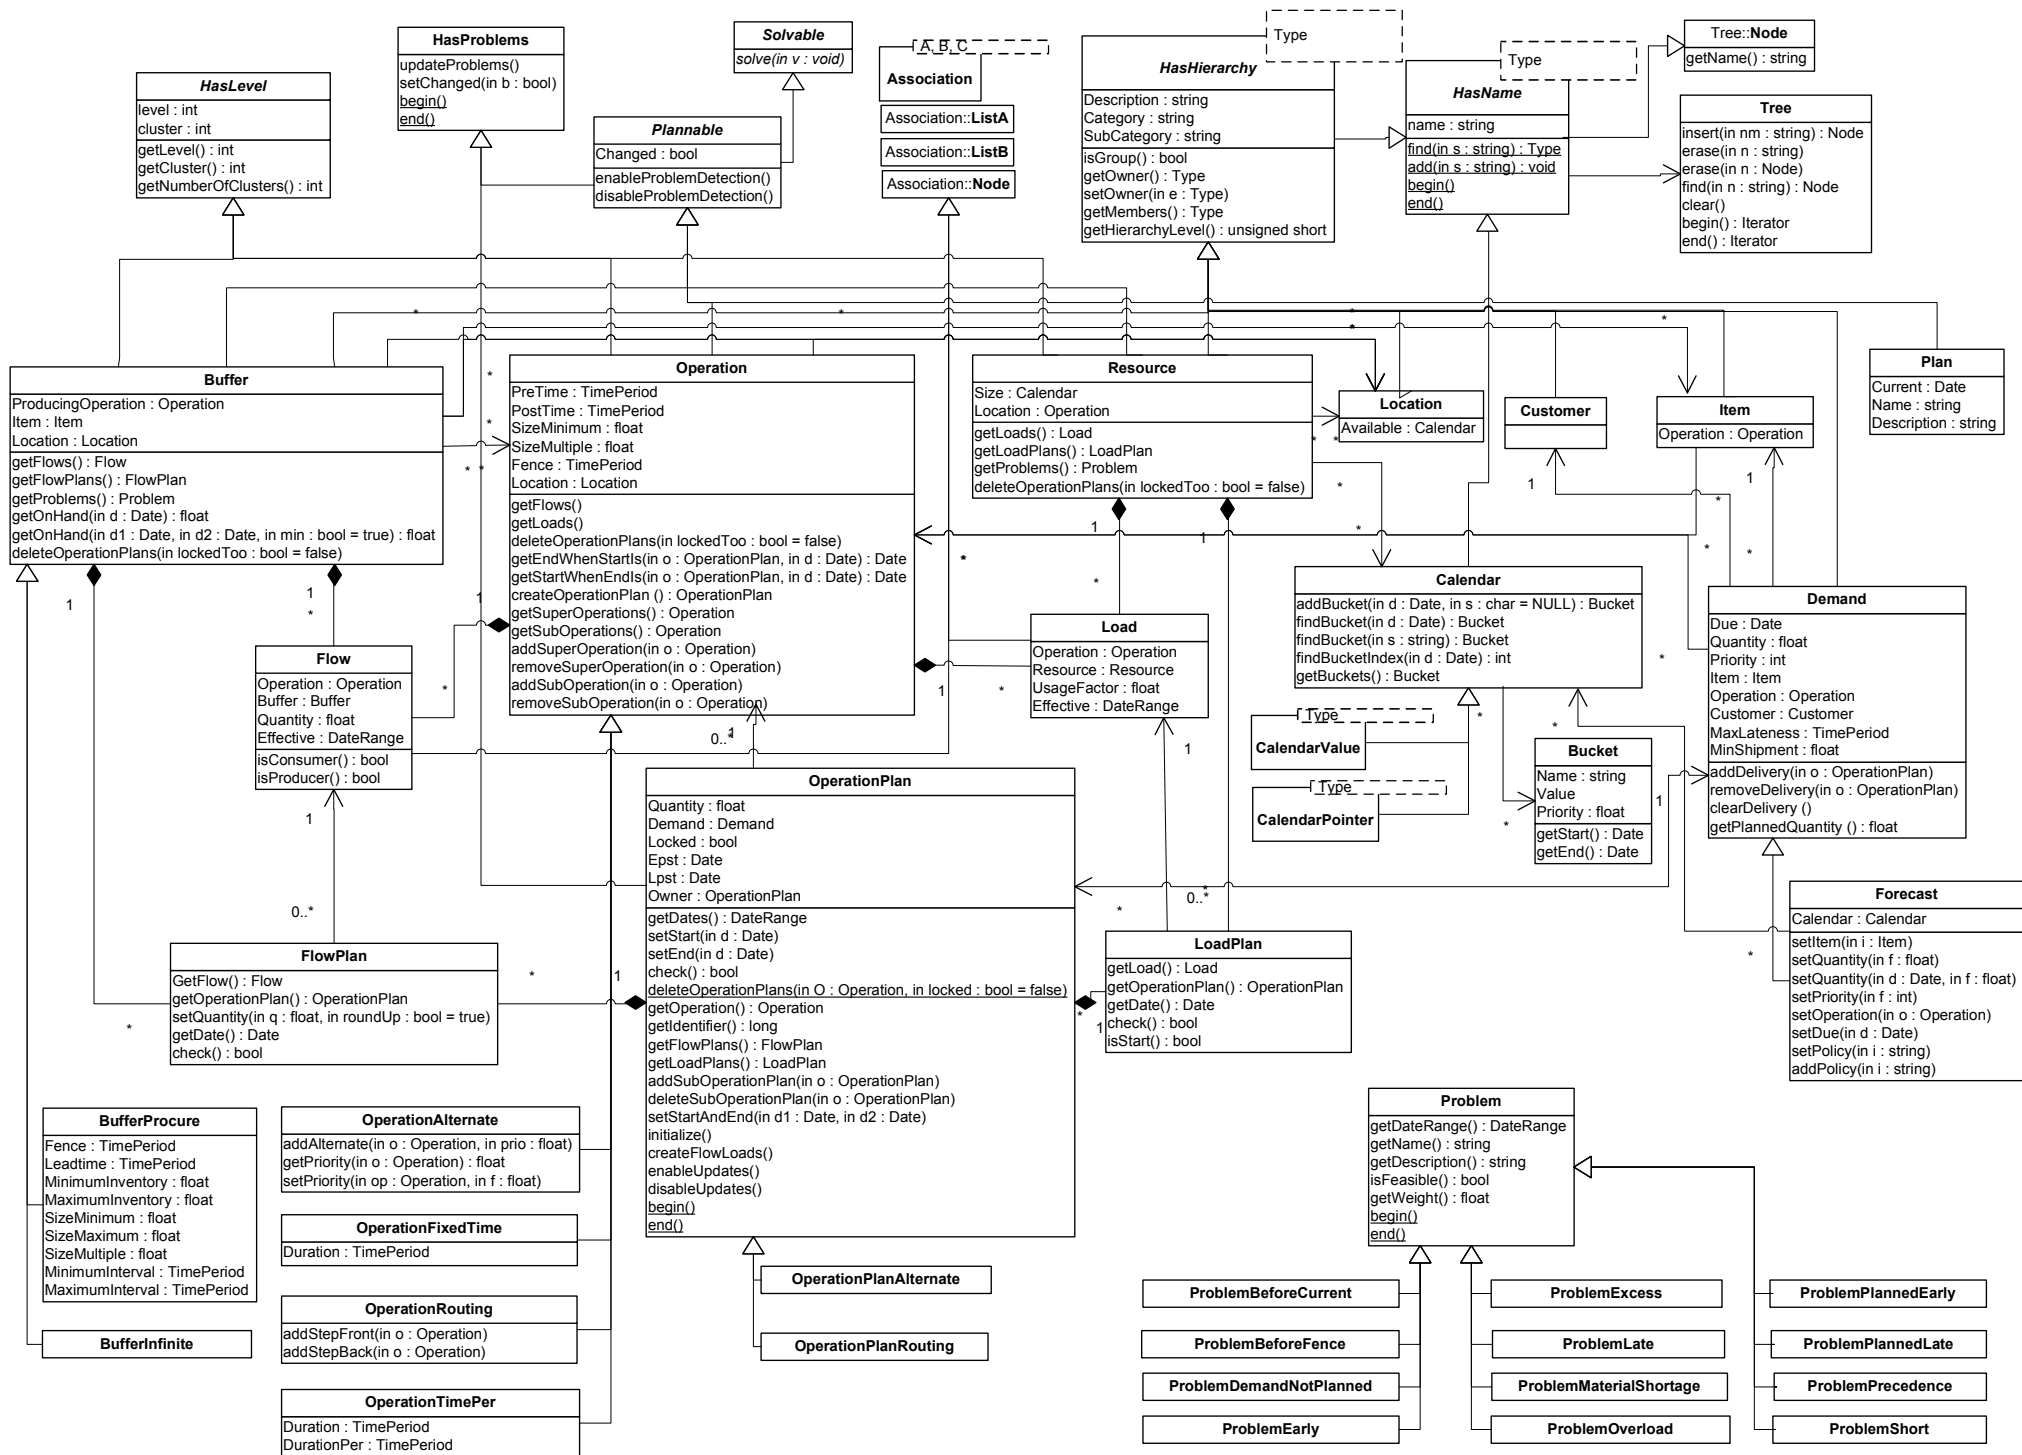 HasProblems
updateProblems()
setChanged(in b : bool)
begin()
end()
Solvable
solve(in v : void)
A, B, C
Association
Association::ListA
Association::ListB
Association::Node
Type
HasHierarchy
Description : string
Category : string
SubCategory : string
isGroup() : bool
getOwner() : Type
setOwner(in e : Type)
getMembers() : Type
getHierarchyLevel() : unsigned short
Type
HasName
name : string
find(in s : string) : Type
add(in s : string) : void
begin()
end()
Tree::Node
getName() : string
Tree
insert(in nm : string) : Node
erase(in n : string)
erase(in n : Node)
find(in n : string) : Node
clear()
begin() : Iterator
end() : Iterator
HasLevel
level : int
cluster : int
getLevel() : int
getCluster() : int
getNumberOfClusters() : int
Plannable
Changed : bool
enableProblemDetection()
disableProblemDetection()
* * * *
* *
Buffer
ProducingOperation : Operation
Item : Item
Location : Location
getFlows() : Flow
getFlowPlans() : FlowPlan
getProblems() : Problem
getOnHand(in d : Date) : float
getOnHand(in d1 : Date, in d2 : Date, in min : bool = true) : float
deleteOperationPlans(in lockedToo : bool = false)
*
*
* *
Operation
PreTime : TimePeriod
PostTime : TimePeriod
SizeMinimum : float
SizeMultiple : float
Fence : TimePeriod
Location : Location
getFlows()
getLoads()
deleteOperationPlans(in lockedToo : bool = false)
getEndWhenStartIs(in o : OperationPlan, in d : Date) : Date
getStartWhenEndIs(in o : OperationPlan, in d : Date) : Date
createOperationPlan () : OperationPlan
getSuperOperations() : Operation
getSubOperations() : Operation
addSuperOperation(in o : Operation)
removeSuperOperation(in o : Operation)
addSubOperation(in o : Operation)
removeSubOperation(in o : Operation)
Resource
Size : Calendar
Location : Operation
getLoads() : Load
getLoadPlans() : LoadPlan
getProblems() : Problem
deleteOperationPlans(in lockedToo : bool = false)
Location
Available : Calendar
Customer
Item
Operation : Operation
Plan
Current : Date
Name : string
Description : string
* *
*
1 1 *
1 1 * * *
* *
Calendar
addBucket(in d : Date, in s : char = NULL) : Bucket
findBucket(in d : Date) : Bucket
findBucket(in s : string) : Bucket
findBucketIndex(in d : Date) : int
getBuckets() : Bucket
Demand
Due : Date
Quantity : float
Priority : int
Item : Item
Operation : Operation
Customer : Customer
MaxLateness : TimePeriod
MinShipment : float
addDelivery(in o : OperationPlan)
removeDelivery(in o : OperationPlan)
clearDelivery ()
getPlannedQuantity () : float
1 1
* 1
Flow
Operation : Operation
Buffer : Buffer
Quantity : float
Effective : DateRange
isConsumer() : bool
isProducer() : bool
*
Load
Operation : Operation
Resource : Resource
UsageFactor : float
Effective : DateRange
1 *
*
Type
CalendarValue
Type
CalendarPointer
* *
Bucket
Name : string
Value
Priority : float
getStart() : Date
getEnd() : Date
*
1
0..* 1
1
1
OperationPlan
Quantity : float
Demand : Demand
Locked : bool
Epst : Date
Lpst : Date
Owner : OperationPlan
getDates() : DateRange
setStart(in d : Date)
setEnd(in d : Date)
check() : bool
deleteOperationPlans(in O : Operation, in locked : bool = false)
getOperation() : Operation
getIdentifier() : long
getFlowPlans() : FlowPlan
getLoadPlans() : LoadPlan
addSubOperationPlan(in o : OperationPlan)
deleteSubOperationPlan(in o : OperationPlan)
setStartAndEnd(in d1 : Date, in d2 : Date)
initialize()
createFlowLoads()
enableUpdates()
disableUpdates()
begin()
end()
1
0..*
*
0..* *
*
Forecast
Calendar : Calendar
setItem(in i : Item)
setQuantity(in f : float)
setQuantity(in d : Date, in f : float)
setPriority(in f : int)
setOperation(in o : Operation)
setDue(in d : Date)
setPolicy(in i : string)
addPolicy(in i : string)
*
FlowPlan
GetFlow() : Flow
getOperationPlan() : OperationPlan
setQuantity(in q : float, in roundUp : bool = true)
getDate() : Date
check() : bool
*
* 1
LoadPlan
getLoad() : Load
getOperationPlan() : OperationPlan
getDate() : Date
check() : bool
isStart() : bool
* 1
BufferProcure
Fence : TimePeriod
Leadtime : TimePeriod
MinimumInventory : float
MaximumInventory : float
SizeMinimum : float
SizeMaximum : float
SizeMultiple : float
MinimumInterval : TimePeriod
MaximumInterval : TimePeriod
BufferInfinite
OperationAlternate
addAlternate(in o : Operation, in prio : float)
getPriority(in o : Operation) : float
setPriority(in op : Operation, in f : float)
OperationFixedTime
Duration : TimePeriod
OperationRouting
addStepFront(in o : Operation)
addStepBack(in o : Operation)
OperationTimePer
Duration : TimePeriod
DurationPer : TimePeriod
OperationPlanAlternate
OperationPlanRouting
Problem
getDateRange() : DateRange
getName() : string
getDescription() : string
isFeasible() : bool
getWeight() : float
begin()
end()
ProblemBeforeCurrent
ProblemExcess
ProblemPlannedEarly
ProblemBeforeFence
ProblemLate
ProblemPlannedLate
ProblemDemandNotPlanned
ProblemMaterialShortage
ProblemPrecedence
ProblemEarly
ProblemOverload
ProblemShort